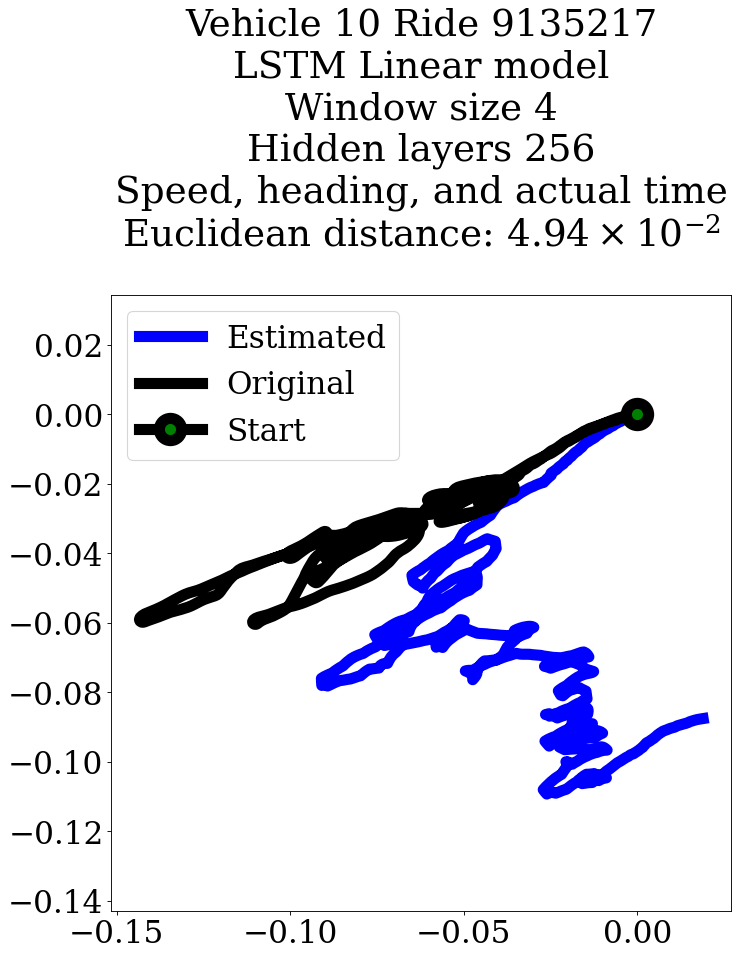 Vehicle 10 Ride 9135217
LSTM Linear model
Window size 4
Hidden layers 256
Speed, heading, and actual time
Euclidean distance: 4.94 × 10⁻²
Estimated
Original
Start
0.02
0.00
−0.02
−0.04
−0.06
−0.08
−0.10
−0.12
−0.14
−0.15 −0.10 −0.05 0.00